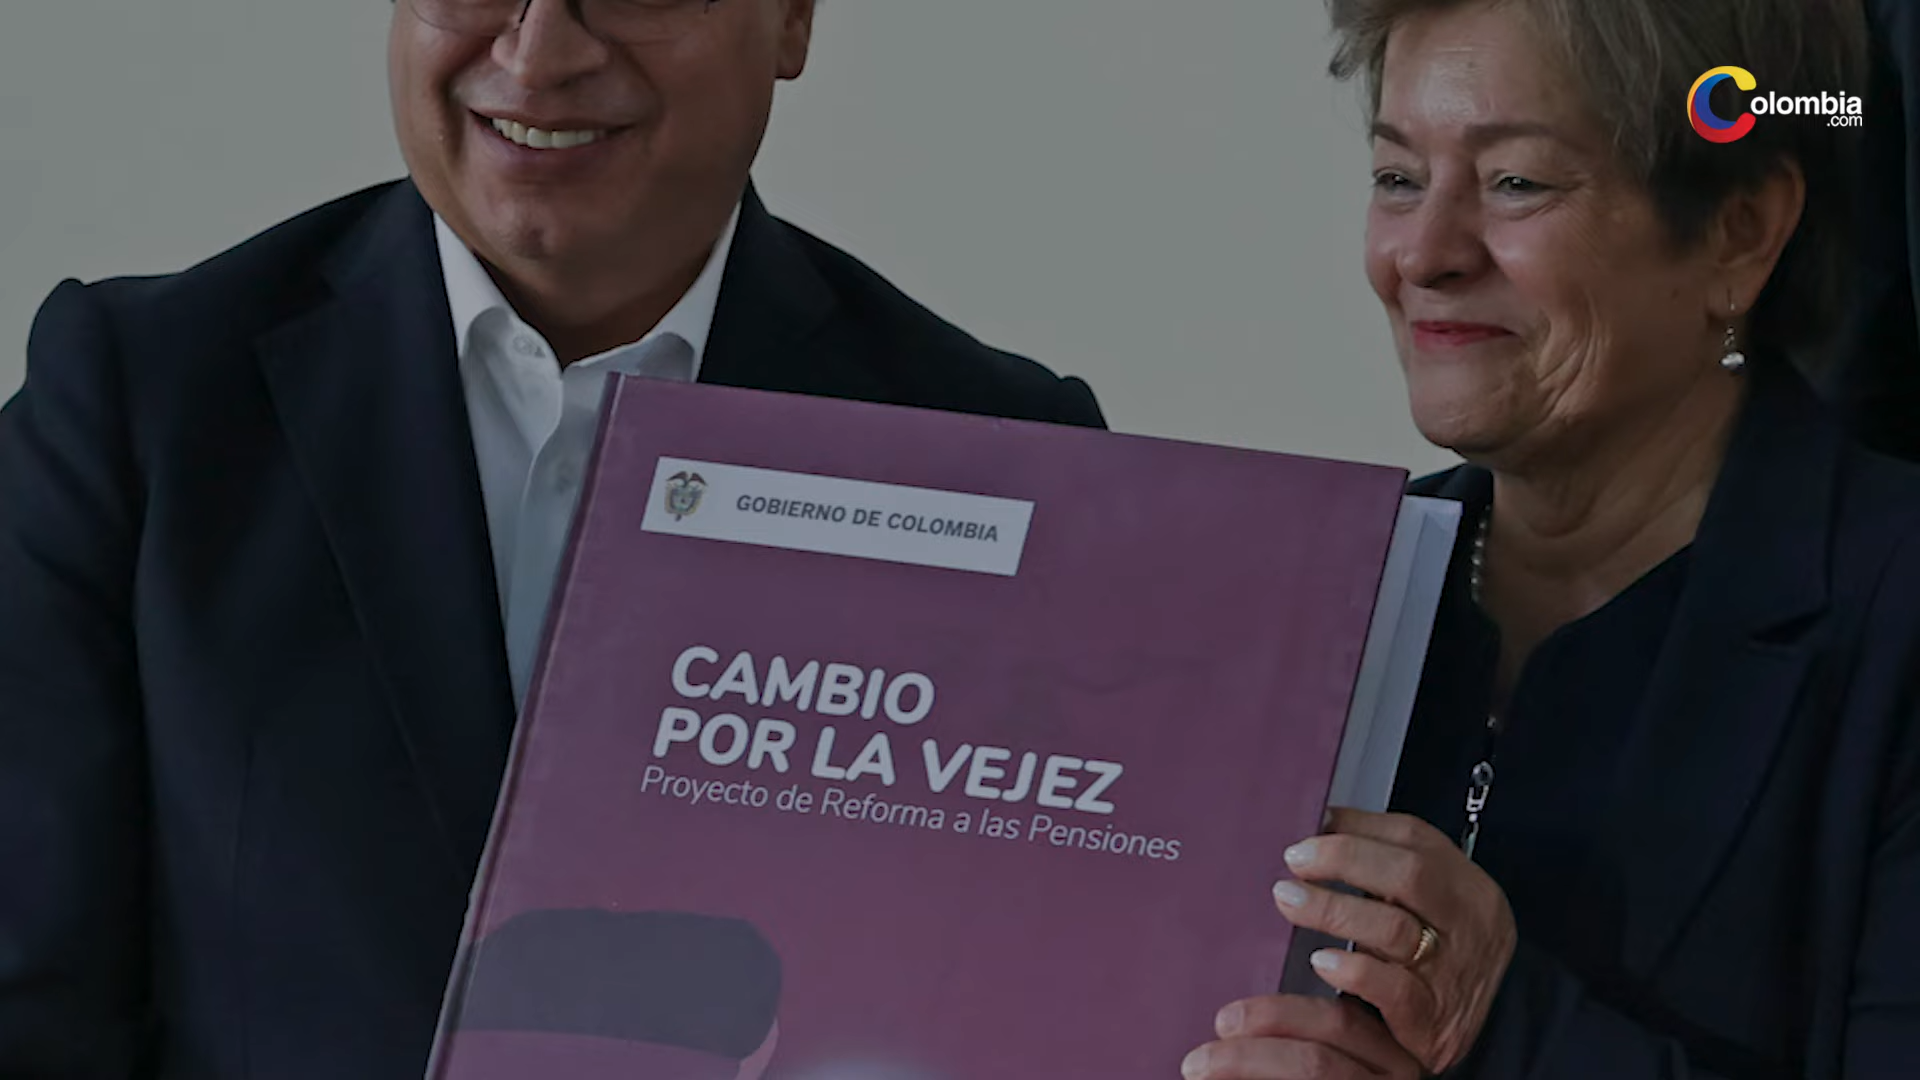 Colombia
.com
GOBIERNO DE COLOMBIA
CAMBIO
POR LA VEJEZ
Proyecto de Reforma a las Pensiones